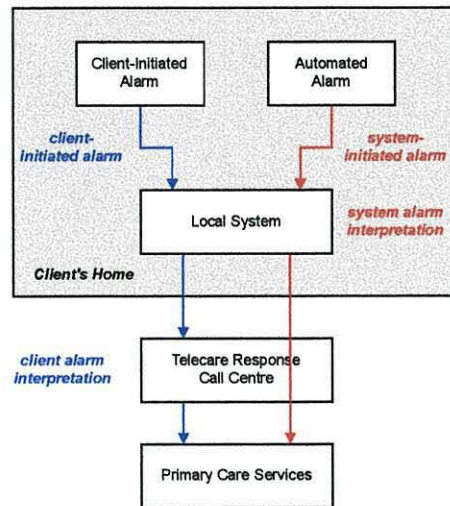 Client-Initiated
Alarm
Automated
Alarm
client-
initiated alarm
system-
initiated alarm
Local System
system alarm
interpretation
Client's Home
client alarm
interpretation
Telecare Response
Call Centre
Primary Care Services